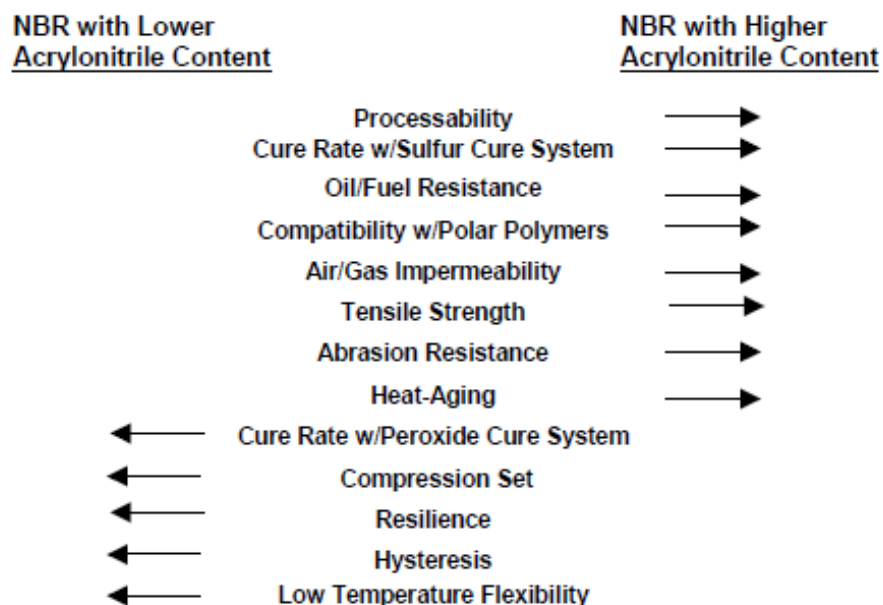 NBR with Lower
Acrylonitrile Content
NBR with Higher
Acrylonitrile Content
Processability
Cure Rate w/Sulfur Cure System
Oil/Fuel Resistance
Compatibility w/Polar Polymers
Air/Gas Impermeability
Tensile Strength
Abrasion Resistance
Heat-Aging
Cure Rate w/Peroxide Cure System
Compression Set
Resilience
Hysteresis
Low Temperature Flexibility